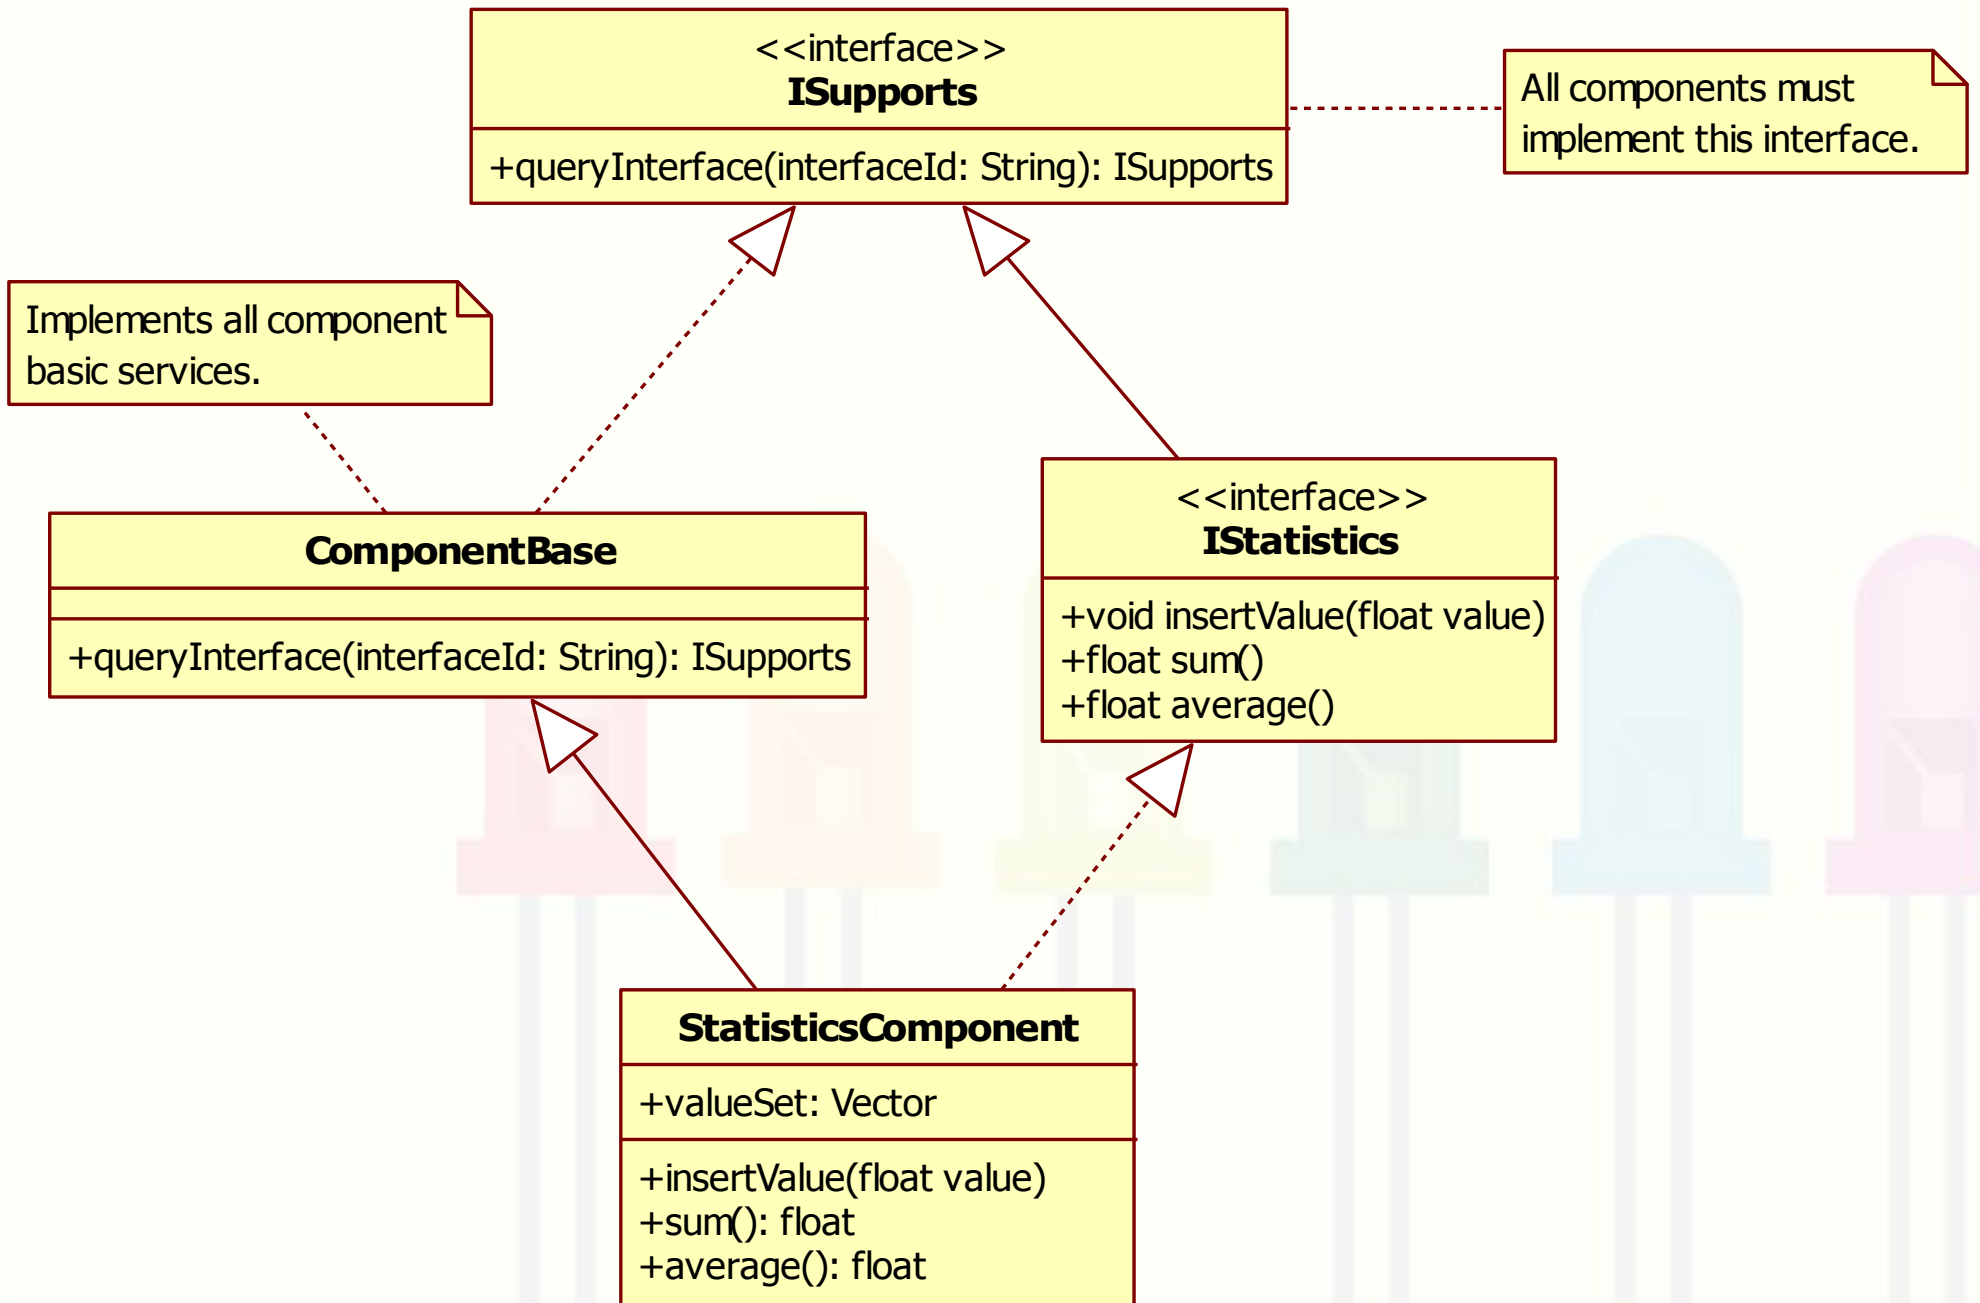 <<interface>>
ISupports
+queryInterface(interfaceId: String): ISupports
All components must
implement this interface.
Implements all component
basic services.
ComponentBase
+queryInterface(interfaceId: String): ISupports
<<interface>>
IStatistics
+void insertValue(float value)
+float sum()
+float average()
StatisticsComponent
+valueSet: Vector
+insertValue(float value)
+sum(): float
+average(): float